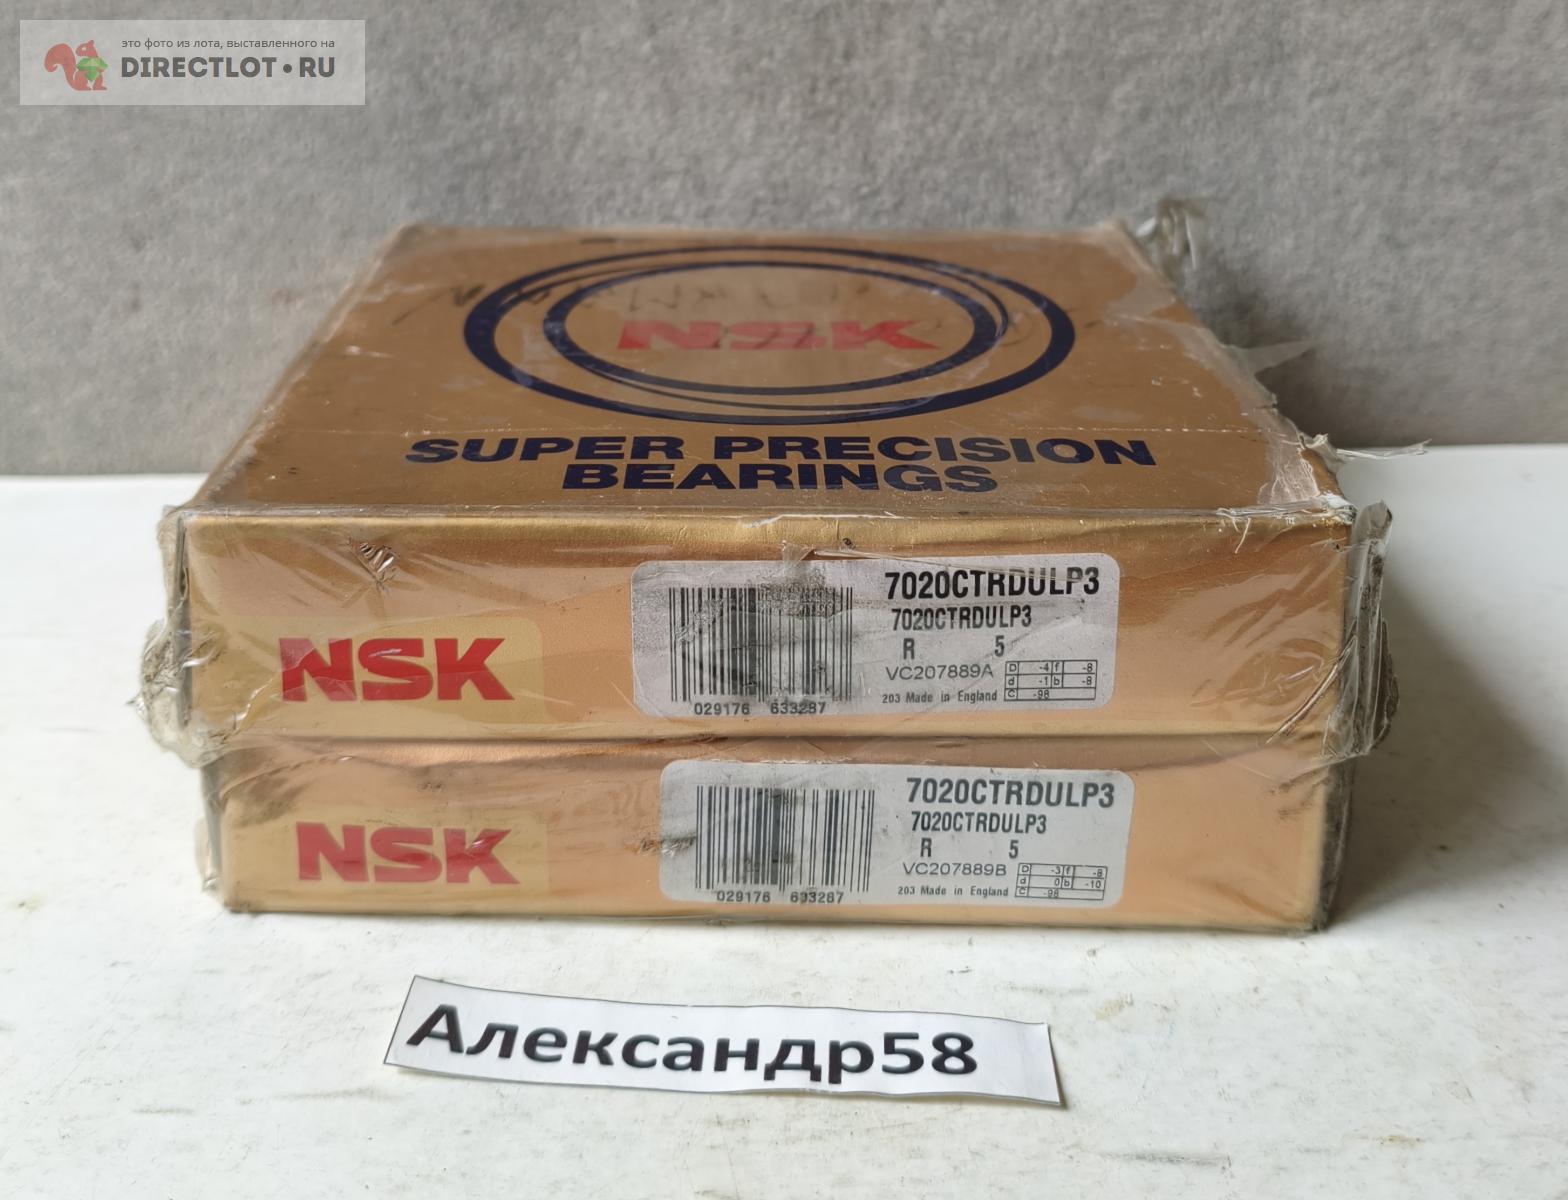 это фото из лота, выставленного на
DIRECTLOT•RU
NSK
SUPER PRECISION
BEARINGS
NSK
7020CTRDULP3
7020CTRDULP3
R 5
VC207889A
D -4 f -8
d -1 b -8
C -98
203 Made in England
029176 633287
NSK
7020CTRDULP3
7020CTRDULP3
R 5
VC207889B
D -3 f -8
d 0 b -10
C -98
203 Made in England
029176 633287
Александр58